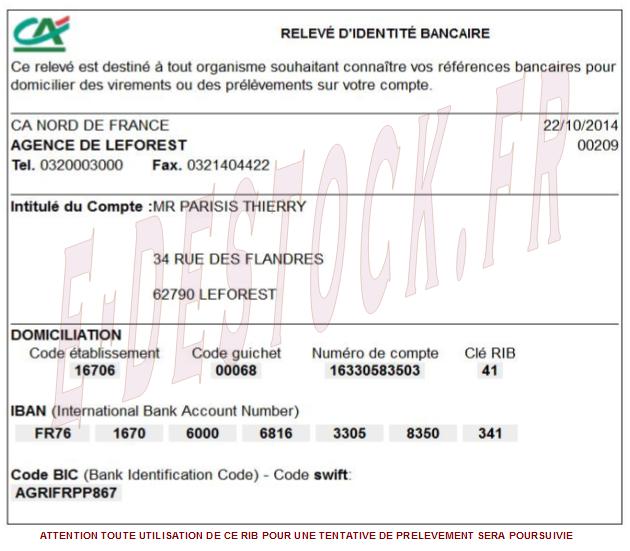 CA
RELEVÉ D'IDENTITÉ BANCAIRE
Ce relevé est destiné à tout organisme souhaitant connaître vos références bancaires pour
domicilier des virements ou des prélèvements sur votre compte.
CA NORD DE FRANCE 22/10/2014
AGENCE DE LEFOREST 00209
Tel. 0320003000 Fax. 0321404422
Intitulé du Compte :MR PARISIS THIERRY
34 RUE DES FLANDRES
62790 LEFOREST
DOMICILIATION
Code établissement Code guichet Numéro de compte Clé RIB
16706 00068 16330583503 41
IBAN (International Bank Account Number)
FR76 1670 6000 6816 3305 8350 341
Code BIC (Bank Identification Code) - Code swift:
AGRIFRPP867
E-DESTOCK.FR
ATTENTION TOUTE UTILISATION DE CE RIB POUR UNE TENTATIVE DE PRELEVEMENT SERA POURSUIVIE